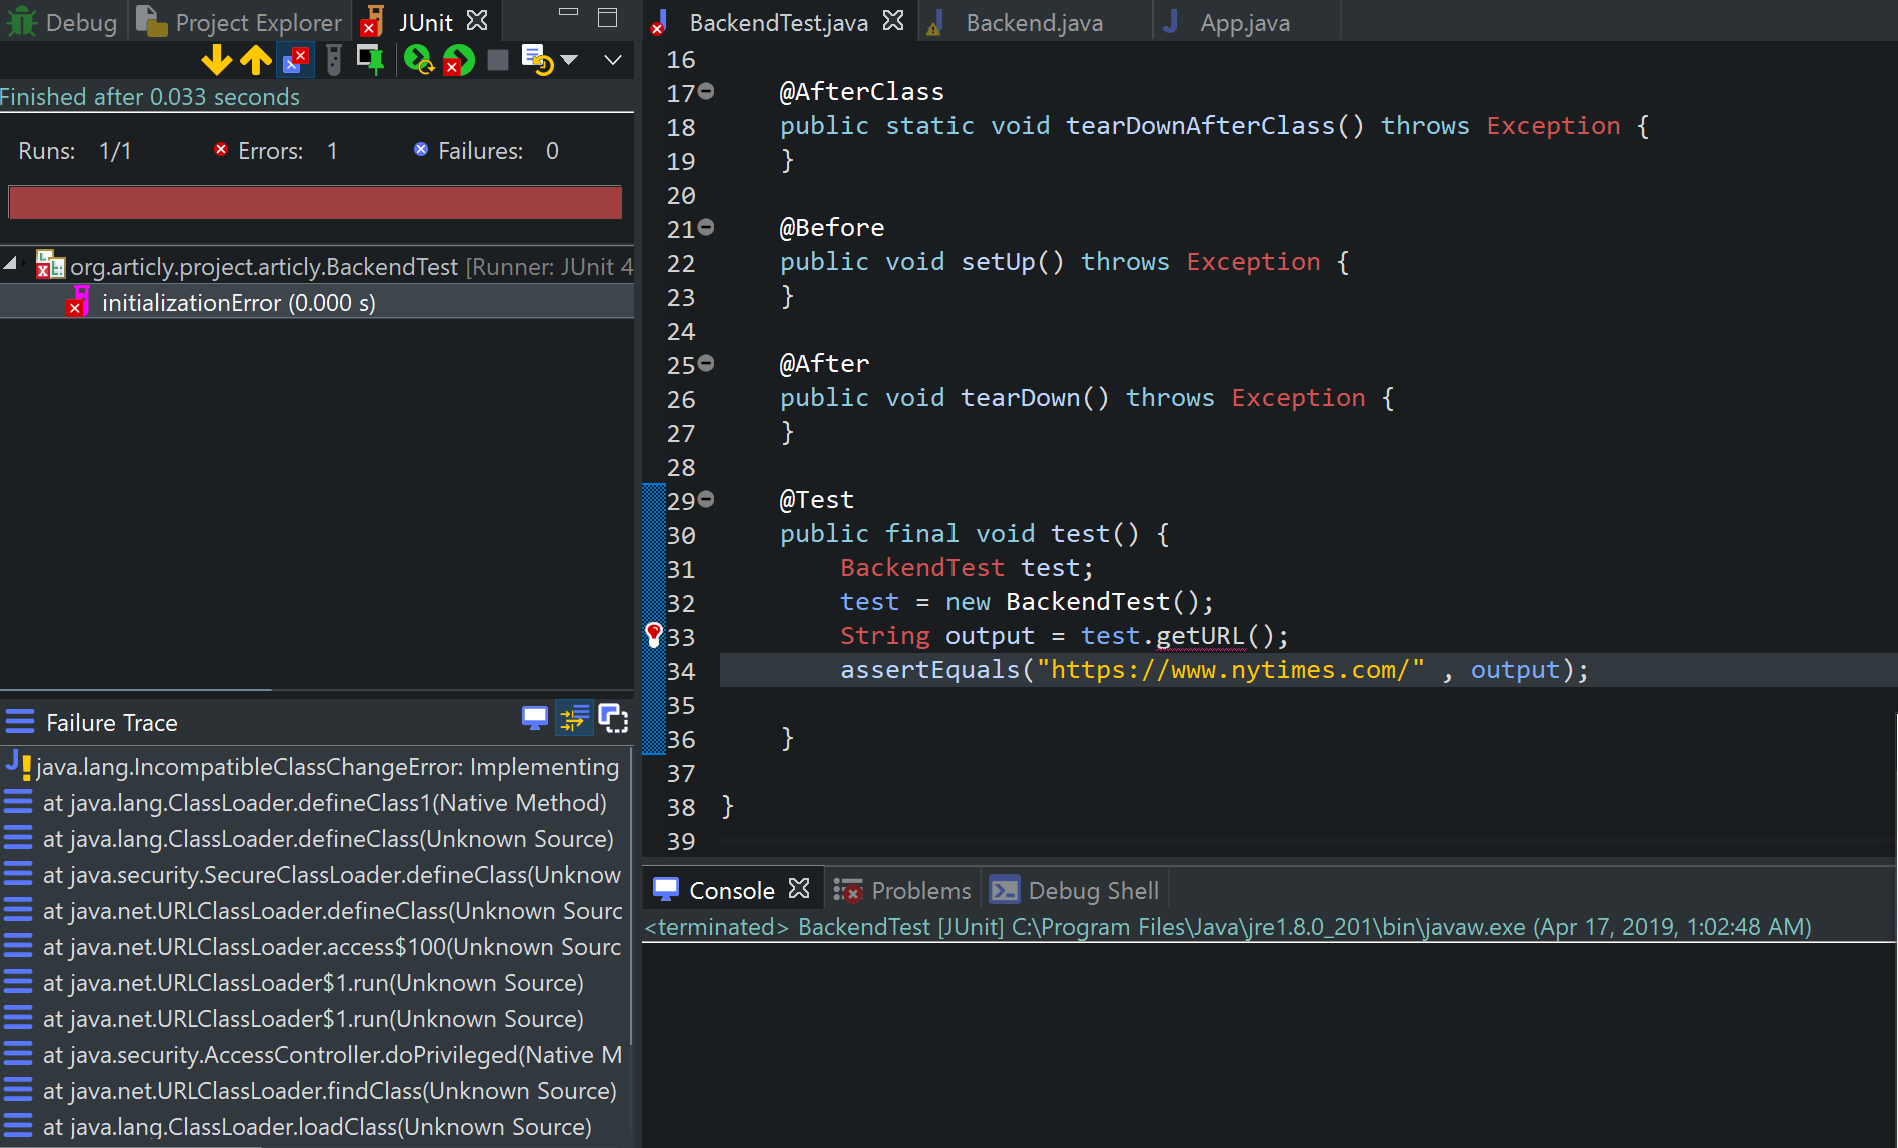 Debug Project Explorer JUnit
Finished after 0.033 seconds
Runs: 1/1 Errors: 1 Failures: 0
org.articly.project.articly.BackendTest [Runner: JUnit 4
initializationError (0.000 s)
Failure Trace
java.lang.IncompatibleClassChangeError: Implementing
at java.lang.ClassLoader.defineClass1(Native Method)
at java.lang.ClassLoader.defineClass(Unknown Source)
at java.security.SecureClassLoader.defineClass(Unknow
at java.net.URLClassLoader.defineClass(Unknown Sourc
at java.net.URLClassLoader.access$100(Unknown Sourc
at java.net.URLClassLoader$1.run(Unknown Source)
at java.net.URLClassLoader$1.run(Unknown Source)
at java.security.AccessController.doPrivileged(Native M
at java.net.URLClassLoader.findClass(Unknown Source)
at java.lang.ClassLoader.loadClass(Unknown Source)
BackendTest.java Backend.java App.java
16
17 @AfterClass
18 public static void tearDownAfterClass() throws Exception {
19 }
20
21 @Before
22 public void setUp() throws Exception {
23 }
24
25 @After
26 public void tearDown() throws Exception {
27 }
28
29 @Test
30 public final void test() {
31 BackendTest test;
32 test = new BackendTest();
33 String output = test.getURL();
34 assertEquals("https://www.nytimes.com/" , output);
35
36 }
37
38 }
39
Console Problems Debug Shell
<terminated> BackendTest [JUnit] C:\Program Files\Java\jre1.8.0_201\bin\javaw.exe (Apr 17, 2019, 1:02:48 AM)